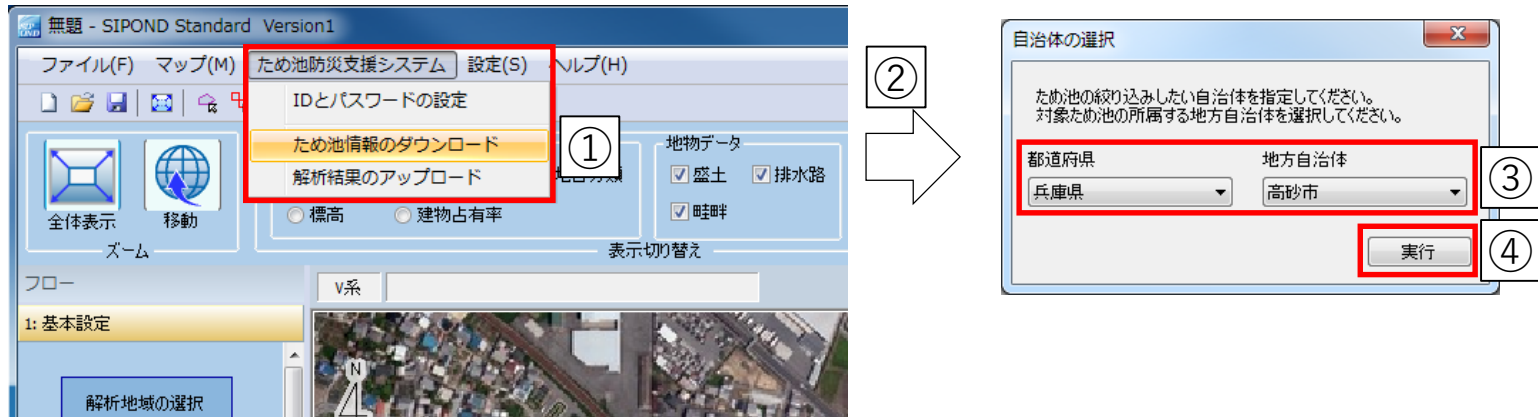 無題 - SIPOND Standard Version1
ファイル(F) マップ(M) ため池防災支援システム 設定(S) ヘルプ(H)
IDとパスワードの設定
ため池情報のダウンロード
解析結果のアップロード
①
全体表示 移動
ズーム
標高 建物占有率
表示切り替え
地物データ
盛土 排水路
畦畔
フロー
V系
1: 基本設定
解析地域の選択
N
②
自治体の選択
ため池の絞り込みしたい自治体を指定してください。
対象ため池の所属する地方自治体を選択してください。
都道府県 地方自治体
兵庫県 高砂市
③
実行
④